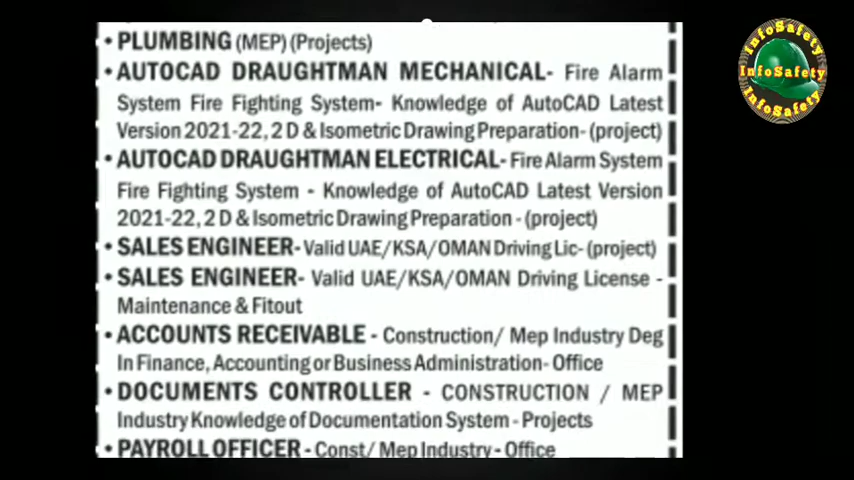 • PLUMBING (MEP) (Projects)
• AUTOCAD DRAUGHTMAN MECHANICAL- Fire Alarm
System Fire Fighting System- Knowledge of AutoCAD Latest
Version 2021-22, 2 D & Isometric Drawing Preparation- (project)
• AUTOCAD DRAUGHTMAN ELECTRICAL- Fire Alarm System
Fire Fighting System - Knowledge of AutoCAD Latest Version
2021-22, 2 D & Isometric Drawing Preparation - (project)
• SALES ENGINEER- Valid UAE/KSA/OMAN Driving Lic- (project)
• SALES ENGINEER- Valid UAE/KSA/OMAN Driving License -
Maintenance & Fitout
• ACCOUNTS RECEIVABLE - Construction/ Mep Industry Deg
In Finance, Accounting or Business Administration- Office
• DOCUMENTS CONTROLLER - CONSTRUCTION / MEP
Industry Knowledge of Documentation System - Projects
• PAYROLL OFFICER - Const/ Mep Industry - Office
InfoSafety
InfoSafety
InfoSafety